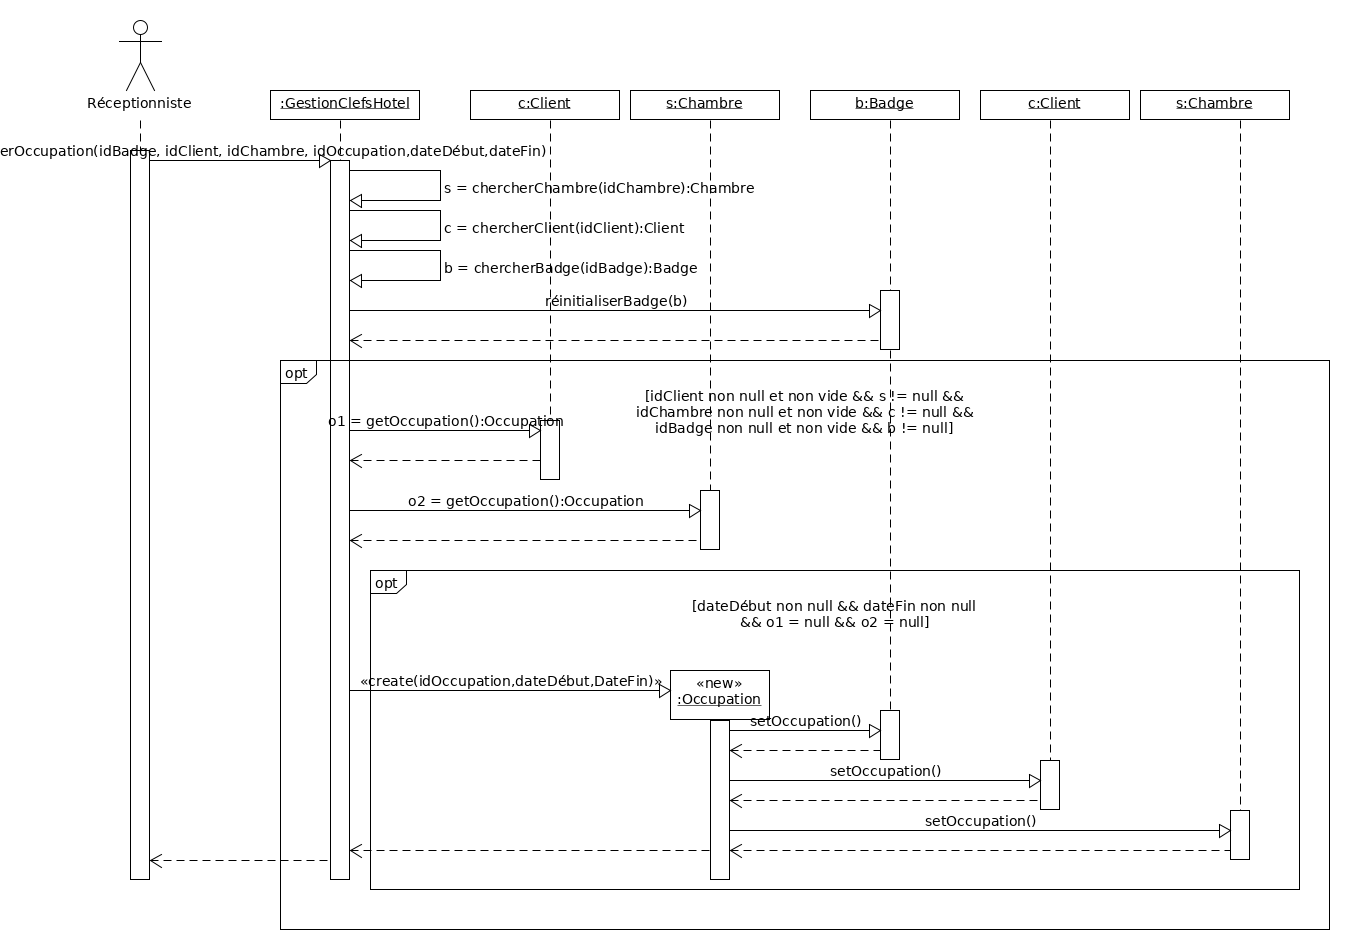 Réceptionniste
:GestionClefsHotel
c:Client
s:Chambre
b:Badge
c:Client
s:Chambre
erOccupation(idBadge, idClient, idChambre, idOccupation,dateDébut,dateFin)
s = chercherChambre(idChambre):Chambre
c = chercherClient(idClient):Client
b = chercherBadge(idBadge):Badge
réinitialiserBadge(b)
opt
[idClient non null et non vide && s != null &&
idChambre non null et non vide && c != null &&
idBadge non null et non vide && b != null]
o1 = getOccupation():Occupation
o2 = getOccupation():Occupation
opt
[dateDébut non null && dateFin non null
&& o1 = null && o2 = null]
«create(idOccupation,dateDébut,DateFin)»
«new»
:Occupation
setOccupation()
setOccupation()
setOccupation()